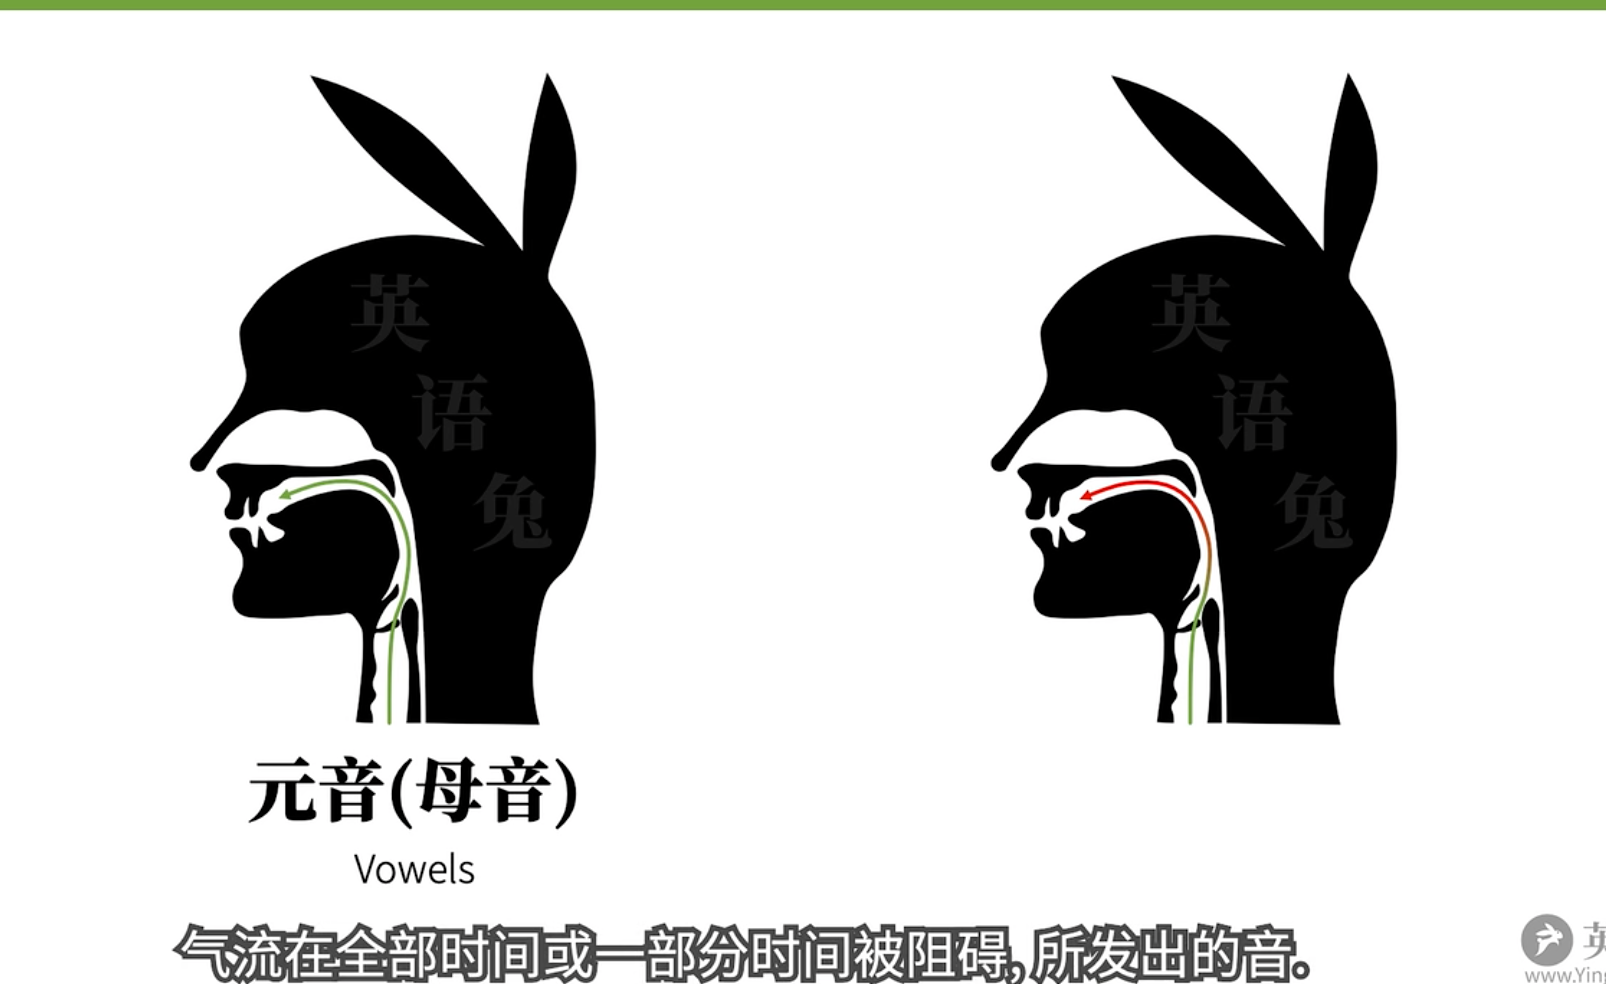 英
语
兔
英
语
兔
元音(母音)
Vowels
气流在全部时间或一部分时间被阻碍,所发出的音.
英
www.Ying